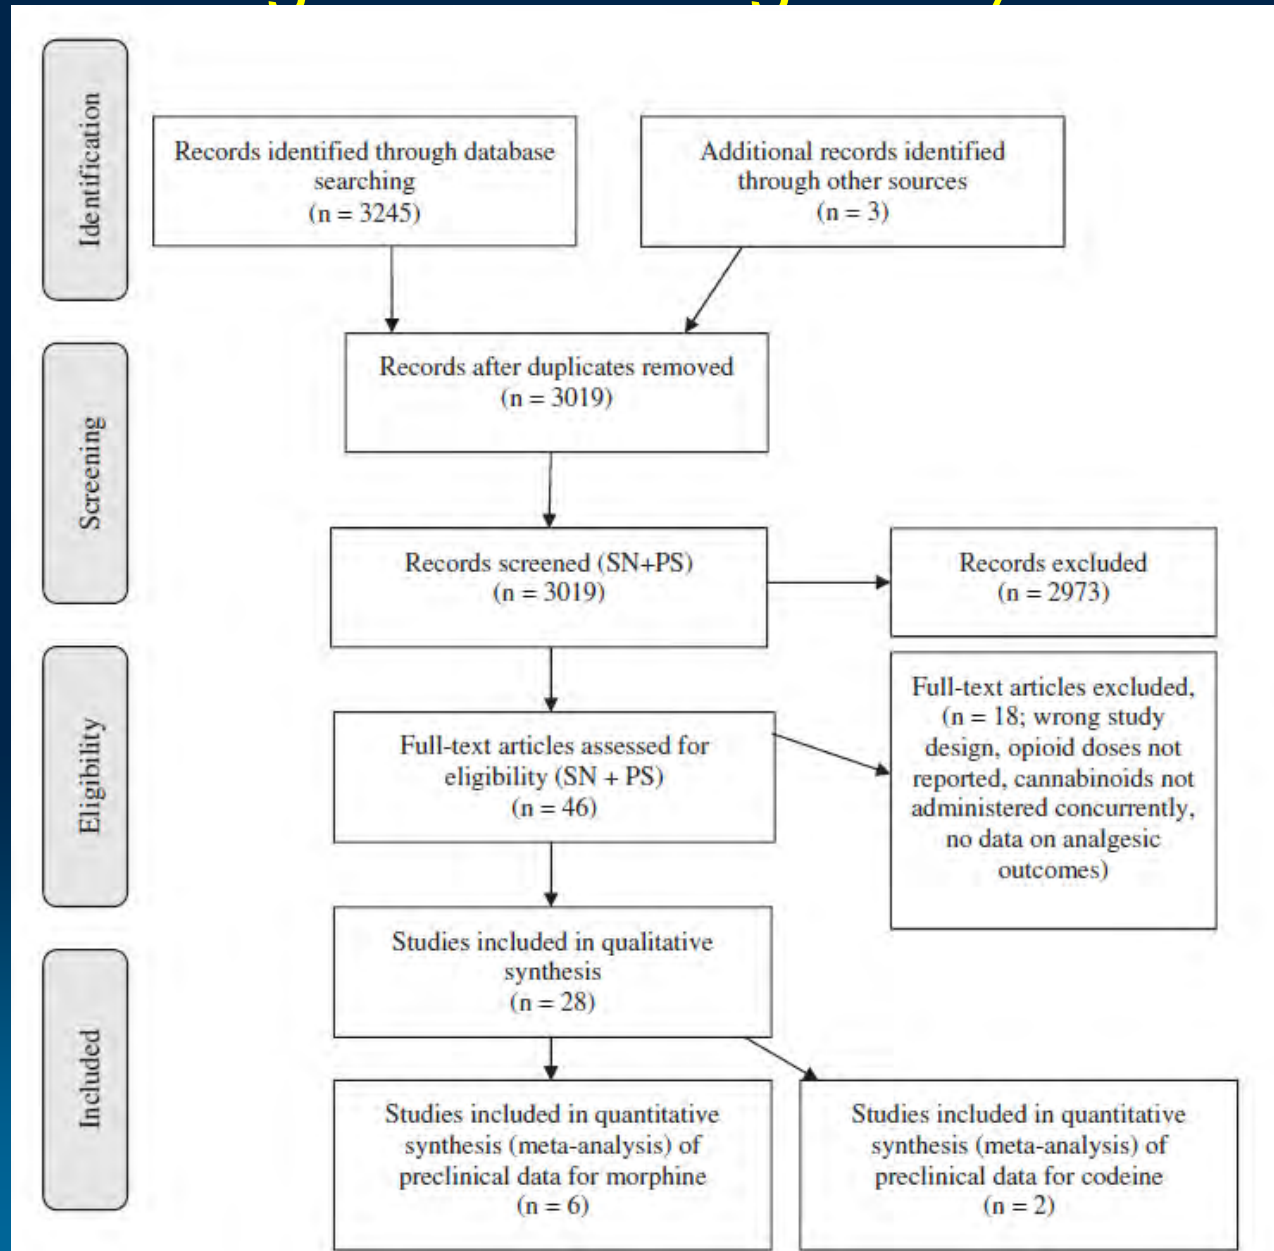 Identification
Records identified through database
searching
(n = 3245)
Additional records identified
through other sources
(n = 3)
Screening
Records after duplicates removed
(n = 3019)
Records screened (SN+PS)
(n = 3019)
Records excluded
(n = 2973)
Eligibility
Full-text articles assessed for
eligibility (SN + PS)
(n = 46)
Full-text articles excluded,
(n = 18; wrong study
design, opioid doses not
reported, cannabinoids not
administered concurrently,
no data on analgesic
outcomes)
Included
Studies included in qualitative
synthesis
(n = 28)
Studies included in quantitative
synthesis (meta-analysis) of
preclinical data for morphine
(n = 6)
Studies included in quantitative
synthesis (meta-analysis) of
preclinical data for codeine
(n = 2)